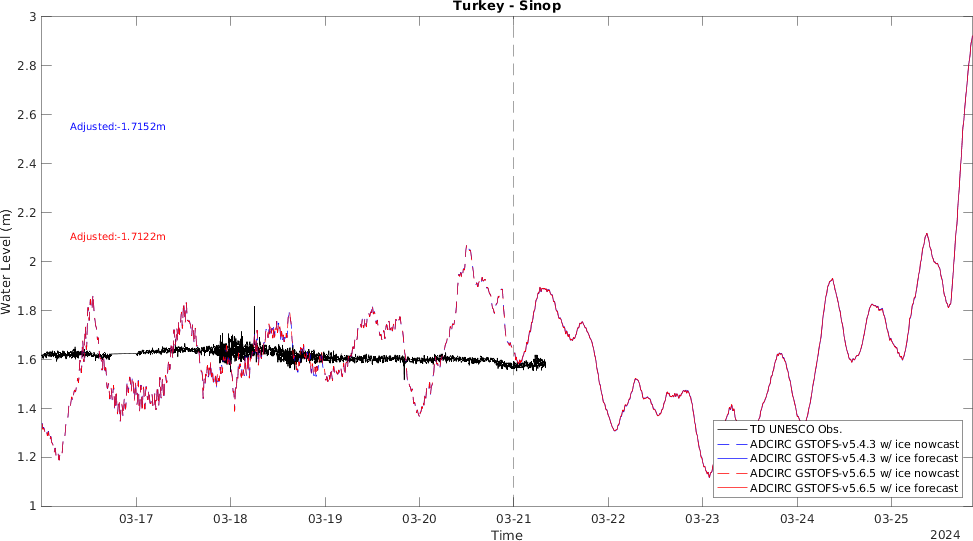 Turkey - Sinop
3
2.8
2.6
2.4
2.2
2
1.8
1.6
1.4
1.2
1
Water Level (m)
Adjusted:-1.7152m
Adjusted:-1.7122m
TD UNESCO Obs.
ADCIRC GSTOFS-v5.4.3 w/ ice nowcast
ADCIRC GSTOFS-v5.4.3 w/ ice forecast
ADCIRC GSTOFS-v5.6.5 w/ ice nowcast
ADCIRC GSTOFS-v5.6.5 w/ ice forecast
03-17 03-18 03-19 03-20 03-21 03-22 03-23 03-24 03-25
Time
2024